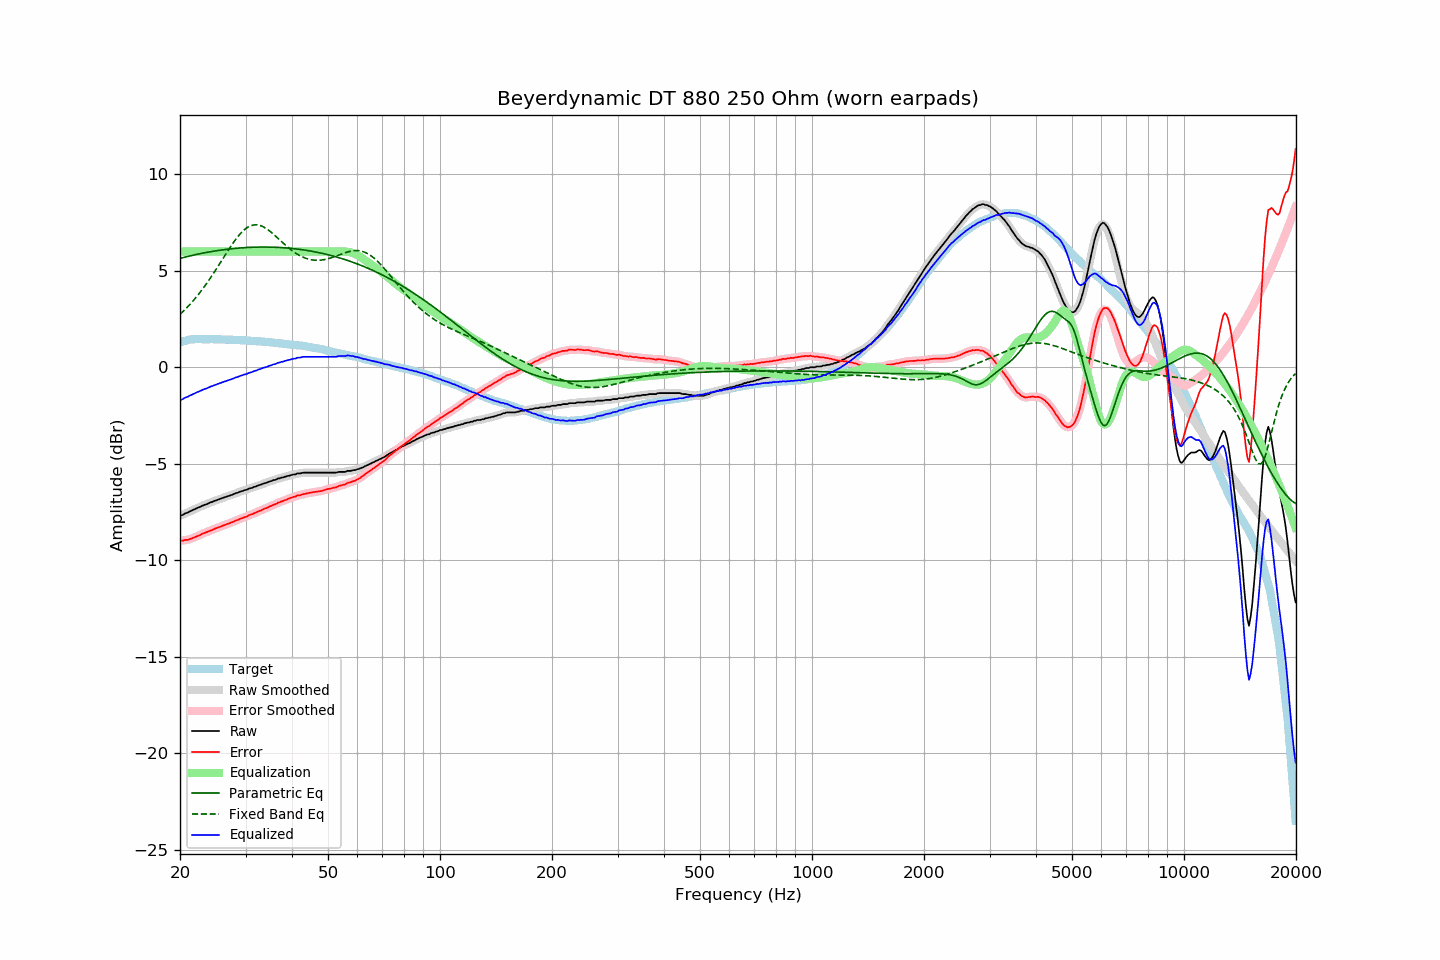 Beyerdynamic DT 880 250 Ohm (worn earpads)
Amplitude (dBr)
10
5
0
−5
−10
−15
−20
−25
Target
Raw Smoothed
Error Smoothed
Raw
Error
Equalization
Parametric Eq
Fixed Band Eq
Equalized
20 50 100 200 500 1000 2000 5000 10000 20000
Frequency (Hz)